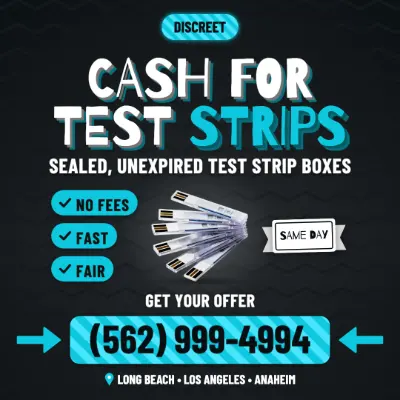 DISCREET
CASH FOR
TEST STRIPS
SEALED, UNEXPIRED TEST STRIP BOXES
NO FEES
FAST
FAIR
SAME DAY
GET YOUR OFFER
(562) 999-4994
LONG BEACH • LOS ANGELES • ANAHEIM